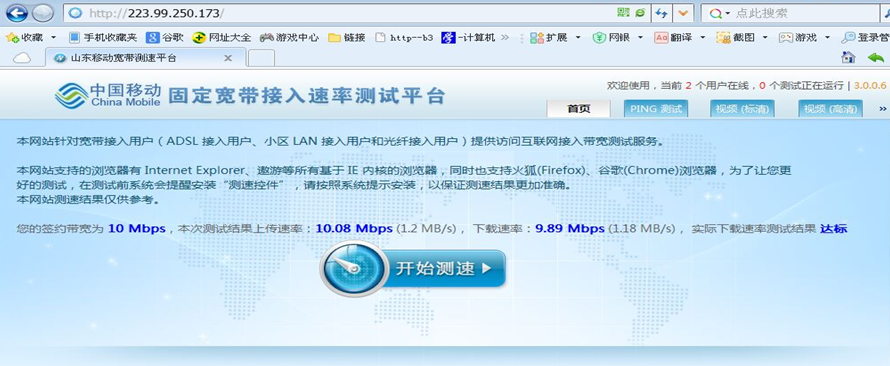 http://223.99.250.173/
点此搜索
收藏 手机收藏夹 谷歌 网址大全 游戏中心 链接 http--b3 -计算机 » 扩展 网银 翻译 截图 游戏 登录管
山东移动宽带测速平台
中国移动
China Mobile
固定宽带接入速率测试平台
欢迎使用，当前 2 个用户在线，0 个测试正在运行 | 3.0.0.6
首页 PING 测试 视频 (标清) 视频 (高清) »
本网站针对宽带接入用户（ADSL 接入用户、小区 LAN 接入用户和光纤接入用户）提供访问互联网接入带宽测试服务。
本网站支持的浏览器有 Internet Explorer、遨游等所有基于 IE 内核的浏览器，同时也支持火狐(Firefox)、谷歌(Chrome)浏览器，为了让您更
好的测试，在测试前系统会提醒安装“测速控件”，请按照系统提示安装，以保证测速结果更加准确。
本网站测速结果仅供参考。
您的签约带宽为 10 Mbps，本次测试结果上传速率：10.08 Mbps (1.2 MB/s)， 下载速率：9.89 Mbps (1.18 MB/s)， 实际下载速率测试结果 达标
开始测速